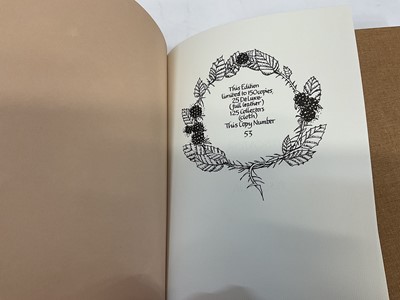 This Edition
limited to 150 copies,
25 De Luxe
(full leather)
125 Collectors
(cloth)
This Copy Number
53